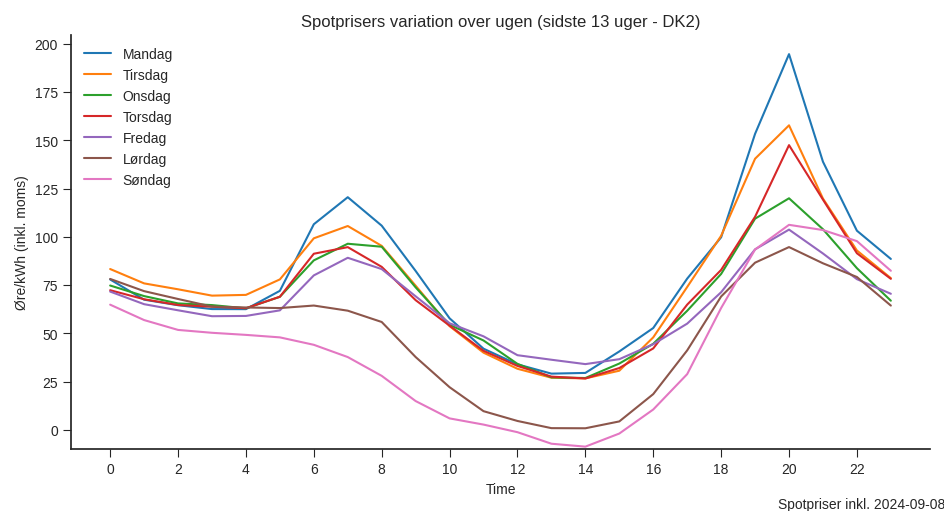 Spotprisers variation over ugen (sidste 13 uger - DK2)
200
175
150
125
100
75
50
25
0
Øre/kWh (inkl. moms)
Mandag
Tirsdag
Onsdag
Torsdag
Fredag
Lørdag
Søndag
0 2 4 6 8 10 12 14 16 18 20 22
Time
Spotpriser inkl. 2024-09-08